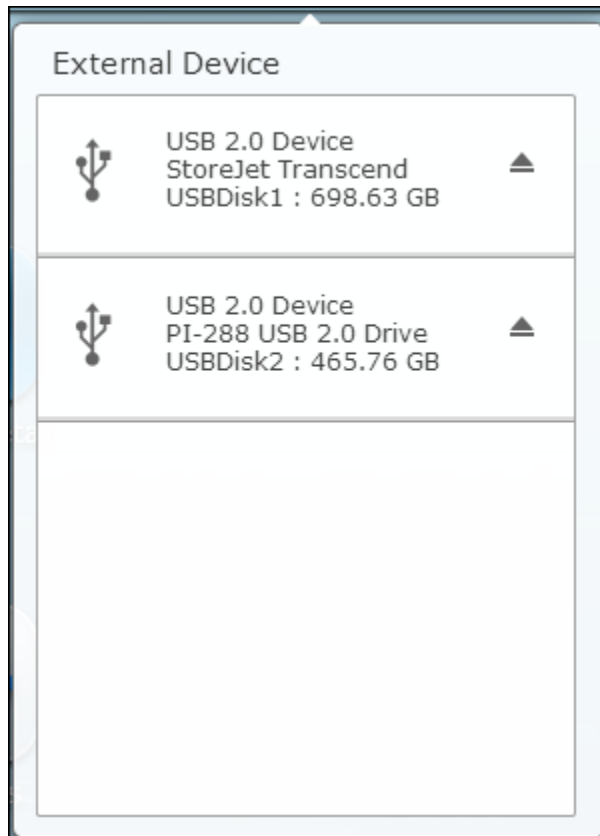 External Device
USB 2.0 Device
StoreJet Transcend
USBDisk1 : 698.63 GB
USB 2.0 Device
PI-288 USB 2.0 Drive
USBDisk2 : 465.76 GB